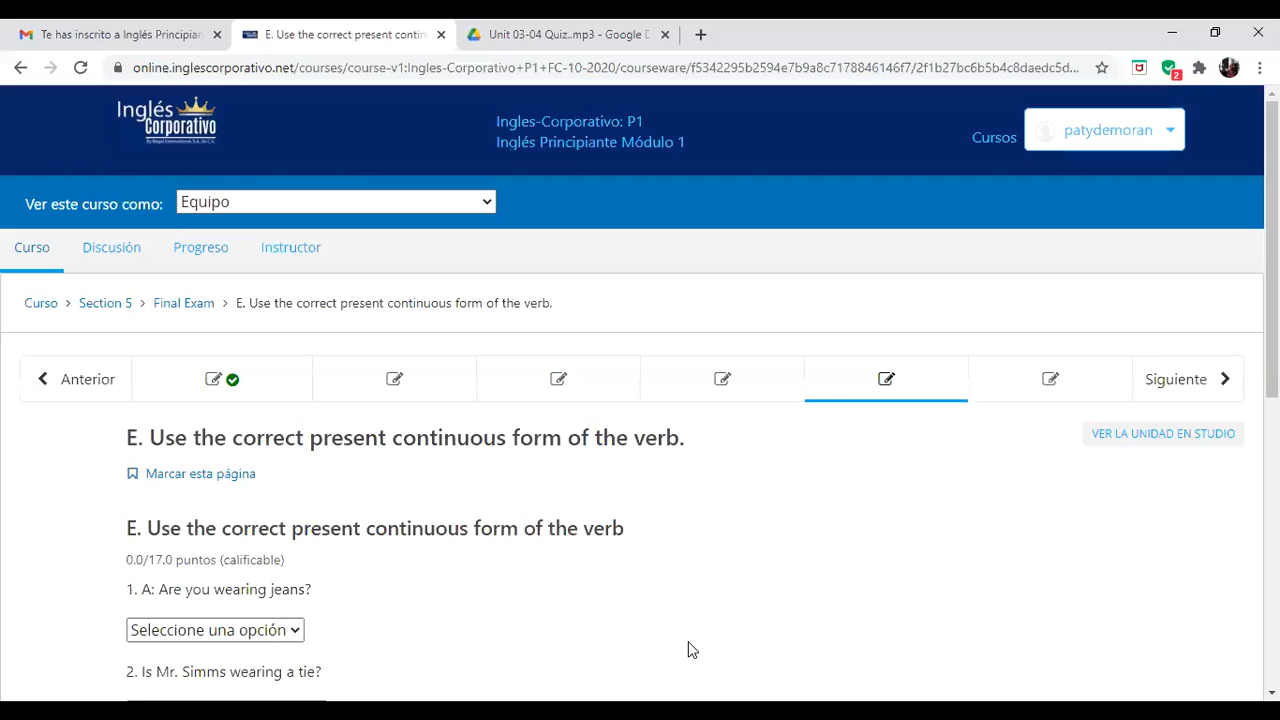 Te has inscrito a Inglés Principian
E. Use the correct present contin
Unit 03-04 Quiz..mp3 - Google D
online.inglescorporativo.net/courses/course-v1:Ingles-Corporativo+P1+FC-10-2020/courseware/f5342295b2594e7b9a8c7178846146f7/2f1b27bc6b5b4c8daedc5d...
2
Inglés
Corporativo
Ingles-Corporativo: P1
Inglés Principiante Módulo 1
Cursos
patydemoran
Ver este curso como:
Equipo
Curso
Discusión
Progreso
Instructor
Curso > Section 5 > Final Exam > E. Use the correct present continuous form of the verb.
Anterior
Siguiente
E. Use the correct present continuous form of the verb.
VER LA UNIDAD EN STUDIO
Marcar esta página
E. Use the correct present continuous form of the verb
0.0/17.0 puntos (calificable)
1. A: Are you wearing jeans?
Seleccione una opción
2. Is Mr. Simms wearing a tie?